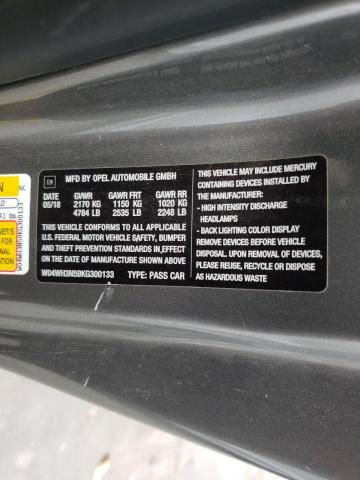 GM
MFD BY OPEL AUTOMOBILE GMBH
DATE GVWR GAWR FRT GAWR RR
05/18 2170 KG 1150 KG 1020 KG
4784 LB 2535 LB 2248 LB
THIS VEHICLE CONFORMS TO ALL APPLICABLE
U.S. FEDERAL MOTOR VEHICLE SAFETY, BUMPER
AND THEFT PREVENTION STANDARDS IN EFFECT
ON THE DATE OF MANUFACTURE SHOWN ABOVE
W04WH3N59KG300133 TYPE: PASS CAR
THIS VEHICLE MAY INCLUDE MERCURY
CONTAINING DEVICES INSTALLED BY
THE MANUFACTURER:
- HIGH INTENSITY DISCHARGE
HEADLAMPS
- BACK LIGHTING COLOR DISPLAY
REMOVE DEVICES BEFORE VEHICLE
DISPOSAL. UPON REMOVAL OF DEVICES
PLEASE REUSE, RECYCLE OR DISPOSE
AS HAZARDOUS WASTE
W04WH3N59KG300133